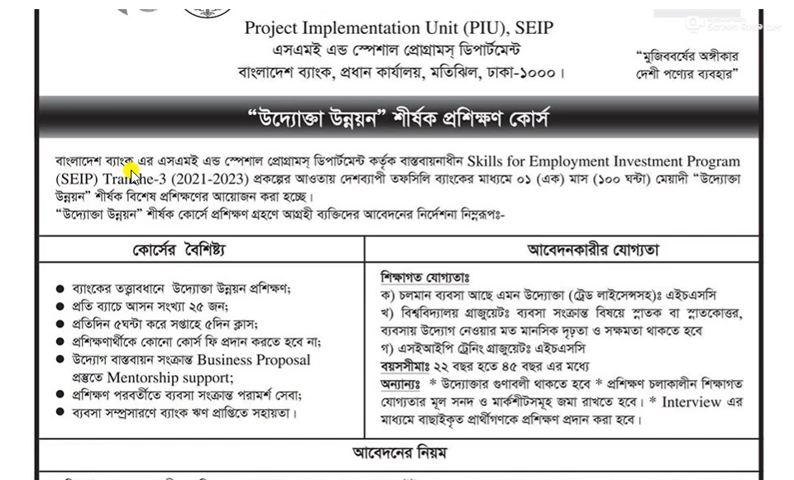 Project Implementation Unit (PIU), SEIP
এসএমই এন্ড স্পেশাল প্রোগ্রামস্ ডিপার্টমেন্ট
বাংলাদেশ ব্যাংক, প্রধান কার্যালয়, মতিঝিল, ঢাকা-১০০০।
“মুজিববর্ষের অঙ্গীকার
দেশী পণ্যের ব্যবহার”
“উদ্যোক্তা উন্নয়ন” শীর্ষক প্রশিক্ষণ কোর্স
বাংলাদেশ ব্যাংক এর এসএমই এন্ড স্পেশাল প্রোগ্রামস্ ডিপার্টমেন্ট কর্তৃক বাস্তবায়নাধীন Skills for Employment Investment Program
(SEIP) Tranche-3 (2021-2023) প্রকল্পের আওতায় দেশব্যাপী তফসিলি ব্যাংকের মাধ্যমে ০১ (এক) মাস (১০০ ঘন্টা) মেয়াদী “উদ্যোক্তা
উন্নয়ন” শীর্ষক বিশেষ প্রশিক্ষণের আয়োজন করা হচ্ছে।
“উদ্যোক্তা উন্নয়ন” শীর্ষক কোর্সে প্রশিক্ষণ গ্রহণে আগ্রহী ব্যক্তিদের আবেদনের নির্দেশনা নিম্নরূপঃ-
কোর্সের বৈশিষ্ট্য
● ব্যাংকের তত্ত্বাবধানে উদ্যোক্তা উন্নয়ন প্রশিক্ষণ;
● প্রতি ব্যাচে আসন সংখ্যা ২৫ জন;
● প্রতিদিন ৫ঘন্টা করে সপ্তাহে ৫দিন ক্লাস;
● প্রশিক্ষণার্থীকে কোনো কোর্স ফি প্রদান করতে হবে না;
● উদ্যোগ বাস্তবায়ন সংক্রান্ত Business Proposal
প্রস্তুতে Mentorship support;
● প্রশিক্ষণ পরবর্তীতে ব্যবসা সংক্রান্ত পরামর্শ সেবা;
● ব্যবসা সম্প্রসারণে ব্যাংক ঋণ প্রাপ্তিতে সহায়তা।
আবেদনকারীর যোগ্যতা
শিক্ষাগত যোগ্যতাঃ
ক) চলমান ব্যবসা আছে এমন উদ্যোক্তা (ট্রেড লাইসেন্সসহ)ঃ এইচএসসি
খ) বিশ্ববিদ্যালয় গ্রাজুয়েটঃ ব্যবসা সংক্রান্ত বিষয়ে স্নাতক বা স্নাতকোত্তর,
ব্যবসায় উদ্যোগ নেওয়ার মত মানসিক দৃঢ়তা ও সক্ষমতা থাকতে হবে
গ) এসইআইপি ট্রেনিং গ্রাজুয়েটঃ এইচএসসি
বয়সসীমাঃ ২২ বছর হতে ৪৫ বছর এর মধ্যে
অন্যান্যঃ * উদ্যোক্তার গুণাবলী থাকতে হবে * প্রশিক্ষণ চলাকালীন শিক্ষাগত
যোগ্যতার মূল সনদ ও মার্কশীটসমূহ জমা রাখতে হবে। * Interview এর
মাধ্যমে বাছাইকৃত প্রার্থীগণকে প্রশিক্ষণ প্রদান করা হবে।
আবেদনের নিয়ম